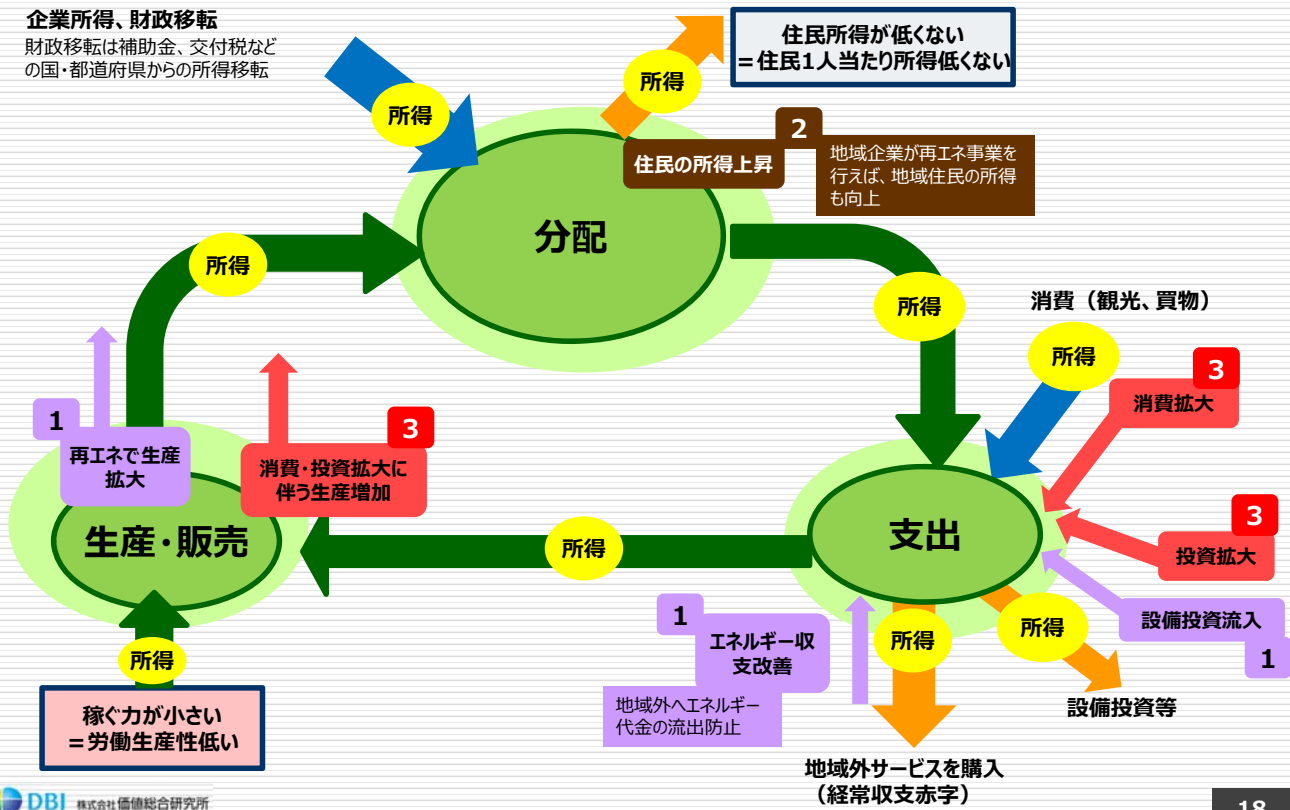 企業所得、財政移転
財政移転は補助金、交付税など
の国・都道府県からの所得移転
所得
所得
住民所得が低くない
＝住民1人当たり所得低くない
2
住民の所得上昇
地域企業が再エネ事業を
行えば、地域住民の所得
も向上
分配
所得
所得
消費（観光、買物）
所得
3
消費拡大
1
再エネで生産
拡大
3
消費・投資拡大に
伴う生産増加
生産・販売
所得
支出
3
投資拡大
設備投資流入
1
1
エネルギー収
支改善
地域外へエネルギー
代金の流出防止
所得
所得
設備投資等
所得
稼ぐ力が小さい
＝労働生産性低い
地域外サービスを購入
（経常収支赤字）
DBI 株式会社価値総合研究所
18